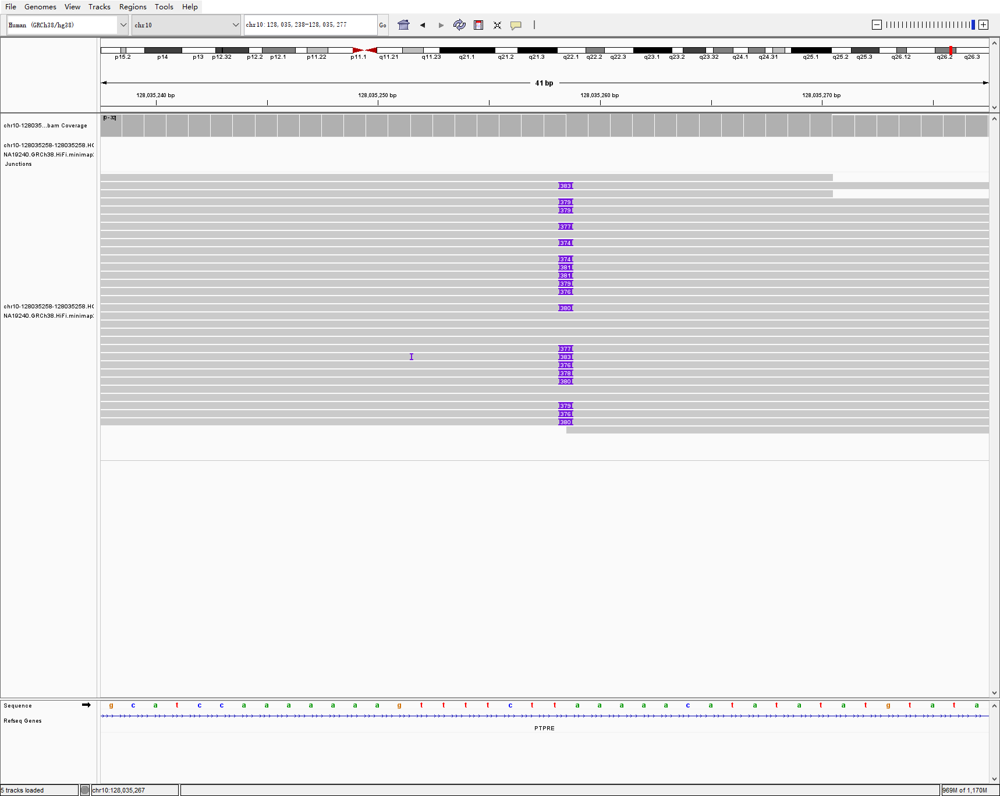 File Genomes View Tracks Regions Tools Help
Human (GRCh38/hg38) chr10 chr10:128,035,238-128,035,277 Go
p15.2 p14 p13 p12.32 p12.2 p12.1 p11.22 p11.1 q11.21 q11.23 q21.1 q21.2 q21.3 q22.1 q22.2 q22.3 q23.1 q23.2 q23.32 q24.1 q24.31 q25.1 q25.2 q25.3 q26.12 q26.2 q26.3
41 bp
128,035,240 bp 128,035,250 bp 128,035,260 bp 128,035,270 bp
[0 - 32]
chr10-128035...bam Coverage
chr10-128035258-128035258.HG
NA19240.GRCh38.HiFi.minimap2
Junctions
383
379
379
377
374
374
381
381
379
376
chr10-128035258-128035258.HG
380
NA19240.GRCh38.HiFi.minimap2
377
383
376
378
380
379
376
380
Sequence g c a t c c a a a a a a a g t t t t c t t a a a a a c a t a t a t a t g t a t a
Refseq Genes
PTPRE
5 tracks loaded chr10:128,035,267 969M of 1,170M